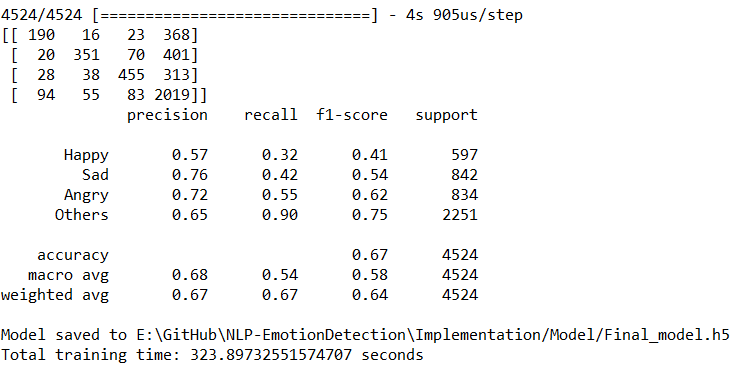 4524/4524 [==============================] - 4s 905us/step
[[ 190   16   23  368]
 [  20  351   70  401]
 [  28   38  455  313]
 [  94   55   83 2019]]
              precision    recall  f1-score   support

       Happy       0.57      0.32      0.41       597
         Sad       0.76      0.42      0.54       842
       Angry       0.72      0.55      0.62       834
      Others       0.65      0.90      0.75      2251

    accuracy                           0.67      4524
   macro avg       0.68      0.54      0.58      4524
weighted avg       0.67      0.67      0.64      4524

Model saved to E:\GitHub\NLP-EmotionDetection\Implementation/Model/Final_model.h5
Total training time: 323.89732551574707 seconds